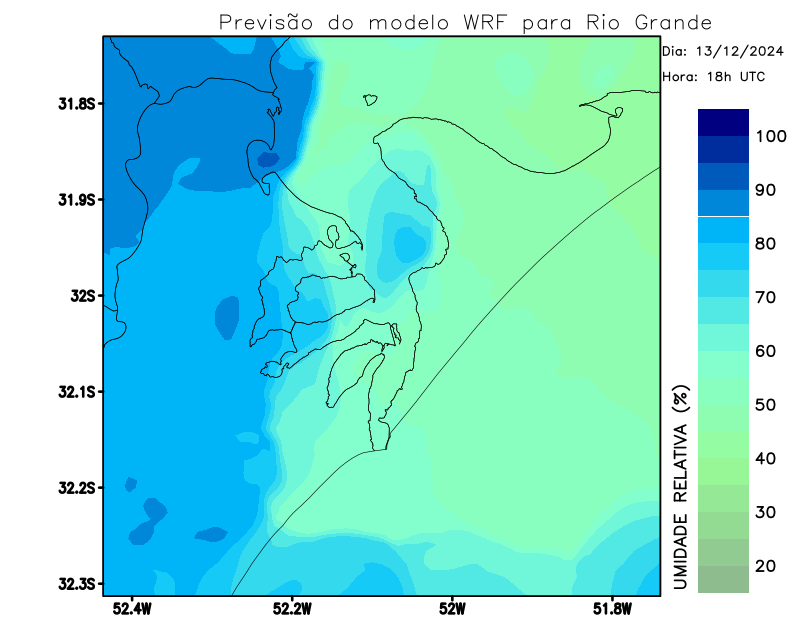 Previsão do modelo WRF para Rio Grande
Dia: 13/12/2024
Hora: 18h UTC
31.8S
31.9S
32S
32.1S
32.2S
32.3S
52.4W
52.2W
52W
51.8W
100
90
80
70
60
50
40
30
20
UMIDADE RELATIVA (%)